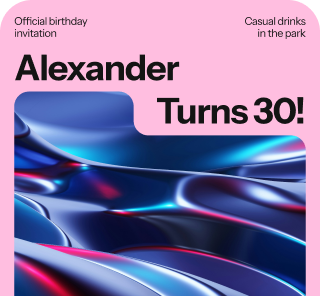 Official birthday
invitation
Casual drinks
in the park
Alexander
Turns 30!